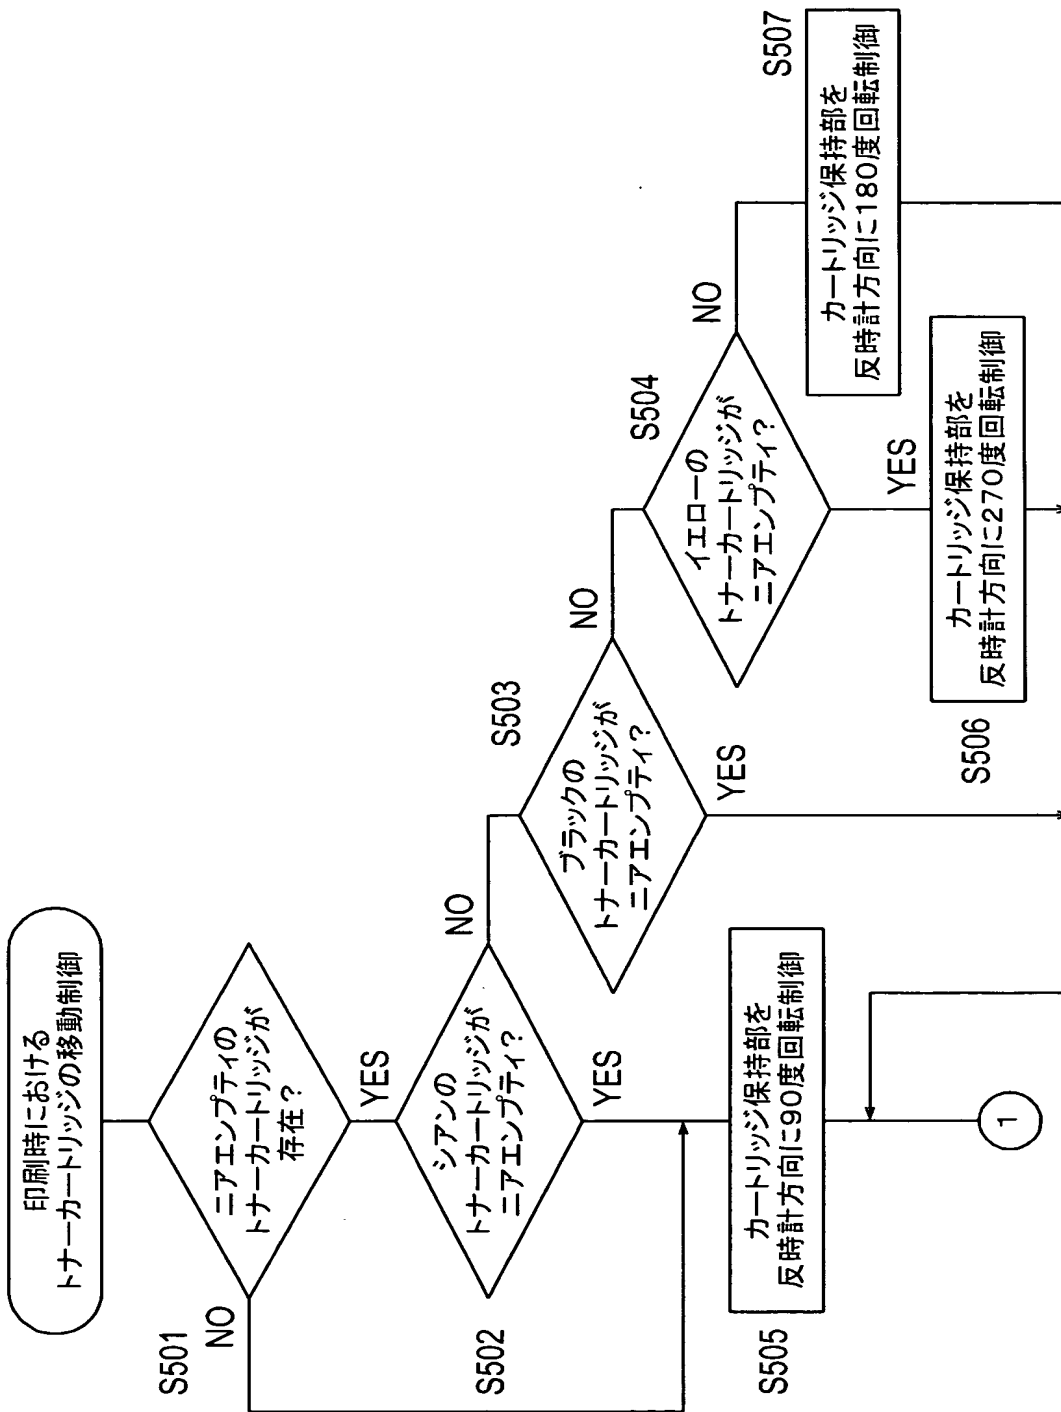 印刷時における
トナーカートリッジの移動制御
S501
ニアエンプティの
トナーカートリッジが
存在?
NO
YES
S502
シアンの
トナーカートリッジが
ニアエンプティ?
NO
YES
S503
ブラックの
トナーカートリッジが
ニアエンプティ?
NO
YES
S504
イエローの
トナーカートリッジが
ニアエンプティ?
NO
YES
S505
カートリッジ保持部を
反時計方向に90度回転制御
S506
カートリッジ保持部を
反時計方向に270度回転制御
S507
カートリッジ保持部を
反時計方向に180度回転制御
1